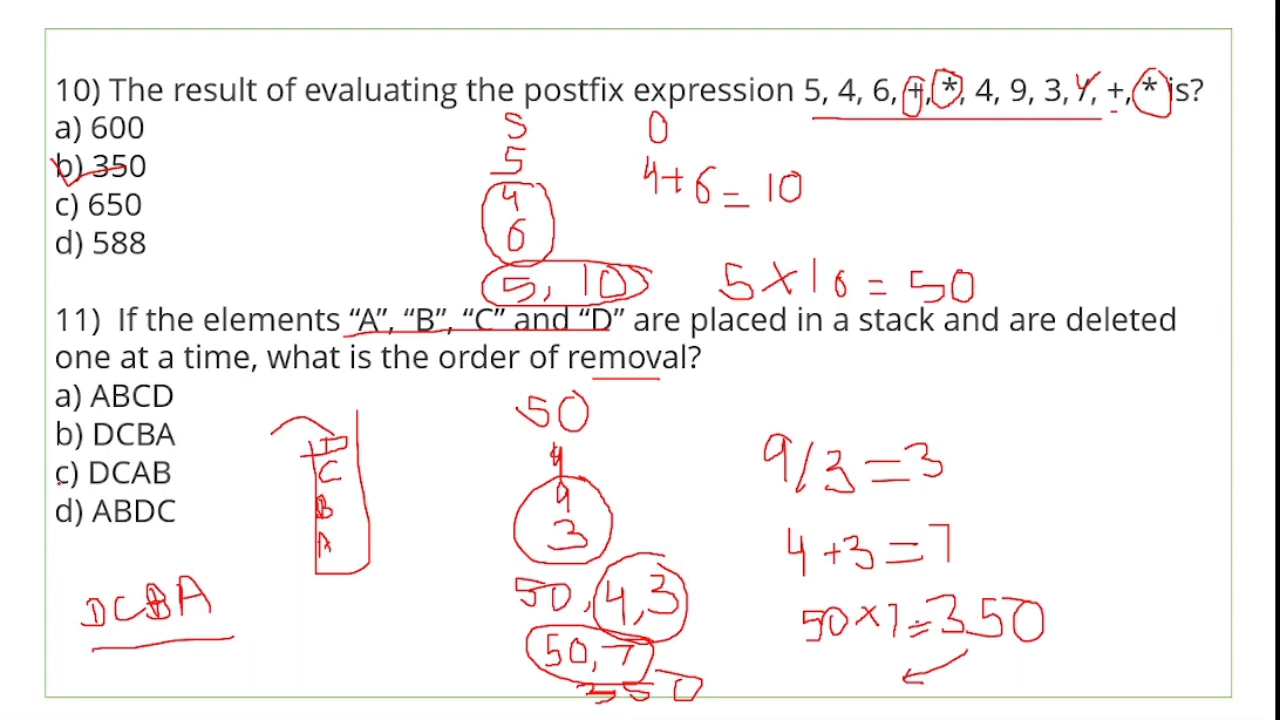 10) The result of evaluating the postfix expression 5, 4, 6, +, *, 4, 9, 3, /, +, * is?
a) 600
b) 350
c) 650
d) 588
S
O
5
4
6
4+6=10
5, 10
5×10=50
11) If the elements “A”, “B”, “C” and “D” are placed in a stack and are deleted
one at a time, what is the order of removal?
a) ABCD
b) DCBA
c) DCAB
d) ABDC
D
C
B
A
DCBA
50
4
9
3
50, 4,3
50, 7
350
9/3=3
4+3=7
50×7=350